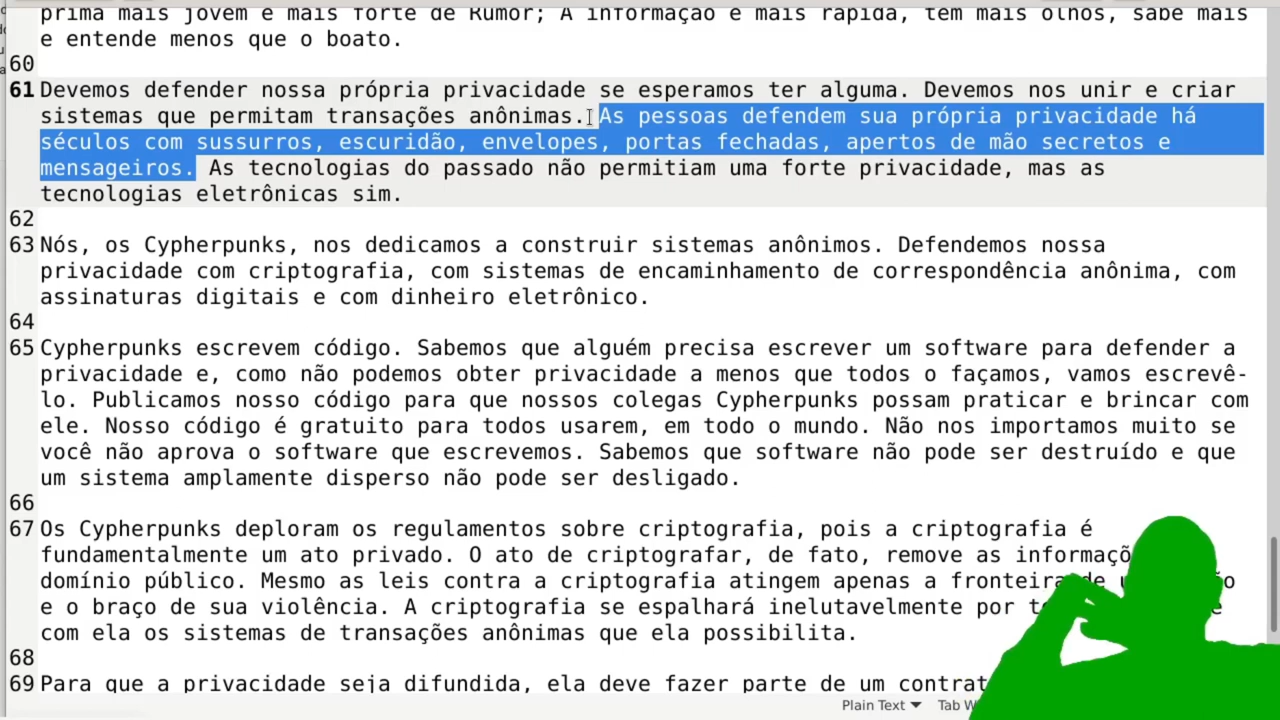 prima mais jovem e mais forte de Rumor; A informação é mais rápida, tem mais olhos, sabe mais
e entende menos que o boato.
60
61 Devemos defender nossa própria privacidade se esperamos ter alguma. Devemos nos unir e criar
sistemas que permitam transações anônimas. As pessoas defendem sua própria privacidade há
séculos com sussurros, escuridão, envelopes, portas fechadas, apertos de mão secretos e
mensageiros. As tecnologias do passado não permitiam uma forte privacidade, mas as
tecnologias eletrônicas sim.
62
63 Nós, os Cypherpunks, nos dedicamos a construir sistemas anônimos. Defendemos nossa
privacidade com criptografia, com sistemas de encaminhamento de correspondência anônima, com
assinaturas digitais e com dinheiro eletrônico.
64
65 Cypherpunks escrevem código. Sabemos que alguém precisa escrever um software para defender a
privacidade e, como não podemos obter privacidade a menos que todos o façamos, vamos escrevê-
lo. Publicamos nosso código para que nossos colegas Cypherpunks possam praticar e brincar com
ele. Nosso código é gratuito para todos usarem, em todo o mundo. Não nos importamos muito se
você não aprova o software que escrevemos. Sabemos que software não pode ser destruído e que
um sistema amplamente disperso não pode ser desligado.
66
67 Os Cypherpunks deploram os regulamentos sobre criptografia, pois a criptografia é
fundamentalmente um ato privado. O ato de criptografar, de fato, remove as
domínio público. Mesmo as leis contra a criptografia atingem apenas a fronteira de
e o braço de sua violência. A criptografia se espalhará inelutavelmente por
com ela os sistemas de transações anônimas que ela possibilita.
68
69 Para que a privacidade seja difundida, ela deve fazer parte de um
Plain Text Tab